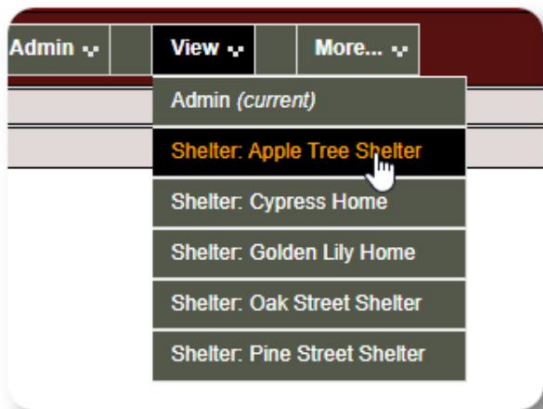 Admin View More...
Admin (current)
Shelter: Apple Tree Shelter
Shelter: Cypress Home
Shelter: Golden Lily Home
Shelter: Oak Street Shelter
Shelter: Pine Street Shelter